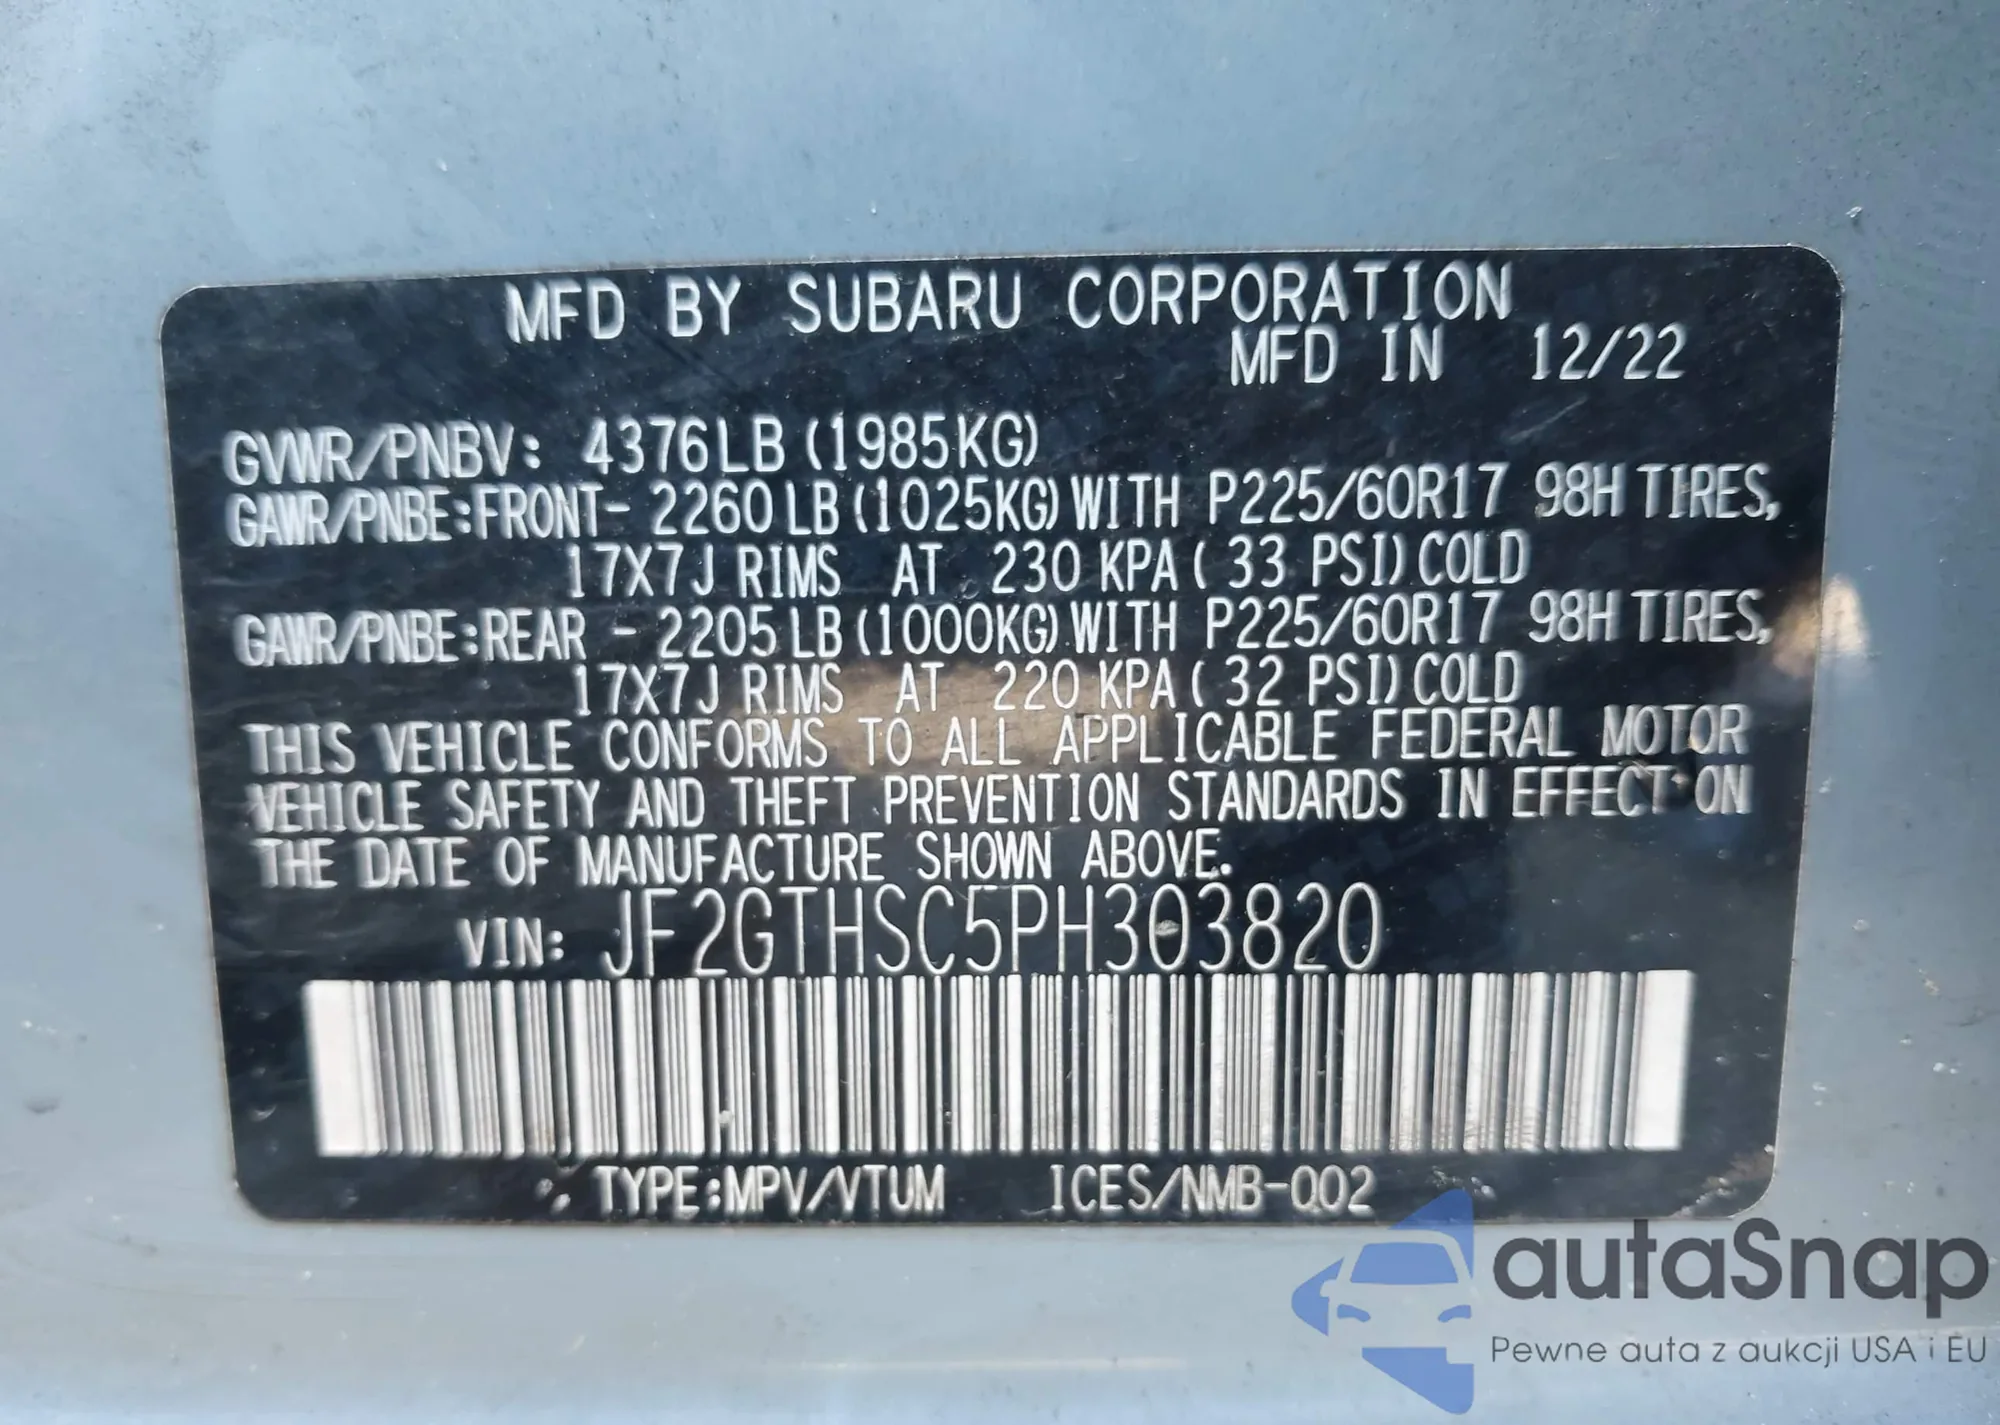 MFD BY SUBARU CORPORATION
MFD IN 12/22
GVWR/PNBV: 4376LB (1985KG)
GAWR/PNBE:FRONT- 2260LB (1025KG) WITH P225/60R17 98H TIRES,
17X7J RIMS AT 230 KPA ( 33 PSI) COLD
GAWR/PNBE:REAR - 2205LB (1000KG) WITH P225/60R17 98H TIRES,
17X7J RIMS AT 220 KPA ( 32 PSI) COLD
THIS VEHICLE CONFORMS TO ALL APPLICABLE FEDERAL MOTOR
VEHICLE SAFETY AND THEFT PREVENTION STANDARDS IN EFFECT ON
THE DATE OF MANUFACTURE SHOWN ABOVE.
VIN: JF2GTHSC5PH303820
TYPE:MPV/VTUM ICES/NMB-002
autaSnap
Pewne auta z aukcji USA i EU